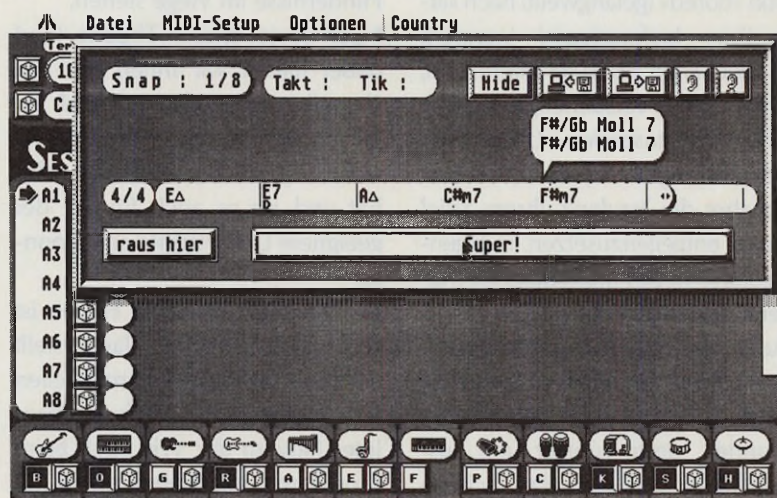 Datei MIDI-Setup Optionen Country
Snap : 1/8 Takt : Tik : Hide
F#/Gb Moll 7
F#/Gb Moll 7
SES
4/4 E△ E7 A△ C#m7 F#m7
raus hier Super!
A1
A2
A3
A4
A5
A6
A7
A8
B O G R A E F P C K S H